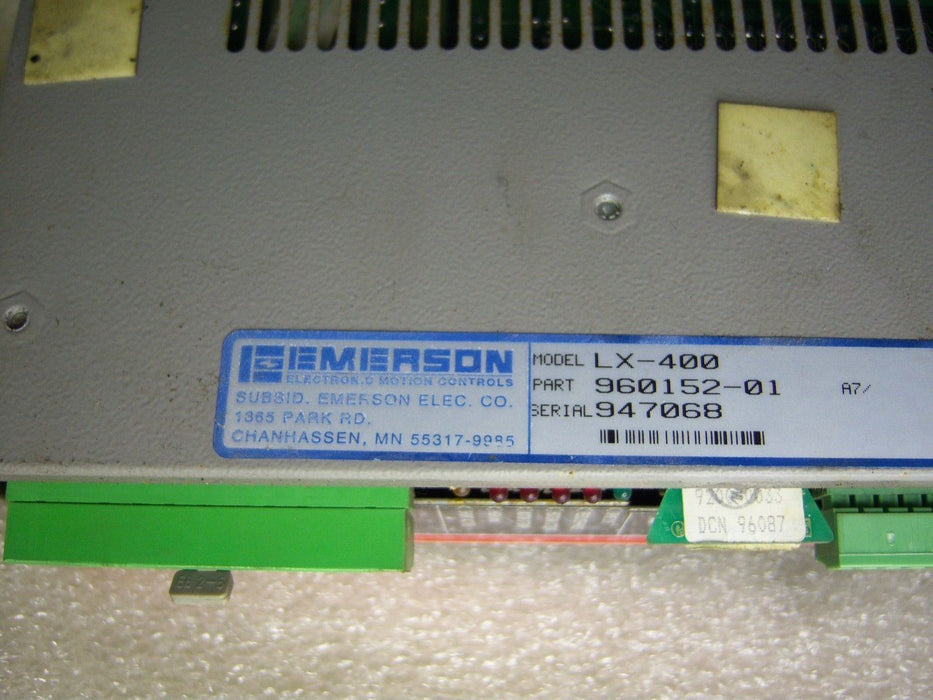 EMERSON
ELECTRONIC MOTION CONTROLS
SUBSID. EMERSON ELEC. CO.
1365 PARK RD.
CHANHASSEN, MN 55317-9985
MODEL LX-400
PART 960152-01 A7/
SERIAL 947068
DCN 96087